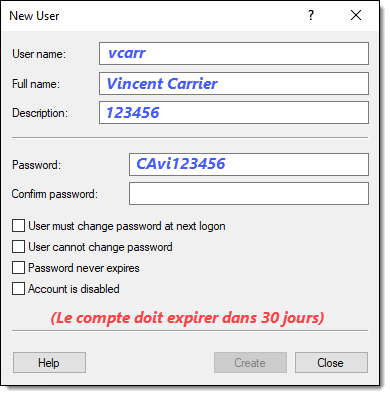 New User
?
User name: vcarr
Full name: Vincent Carrier
Description: 123456
Password: CAvi123456
Confirm password:
User must change password at next logon
User cannot change password
Password never expires
Account is disabled
(Le compte doit expirer dans 30 jours)
Help Create Close